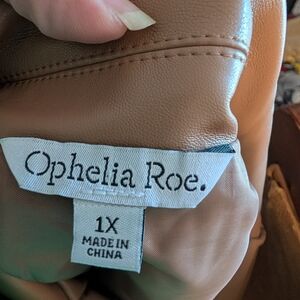 Ophelia Roe.
1X
MADE IN
CHINA